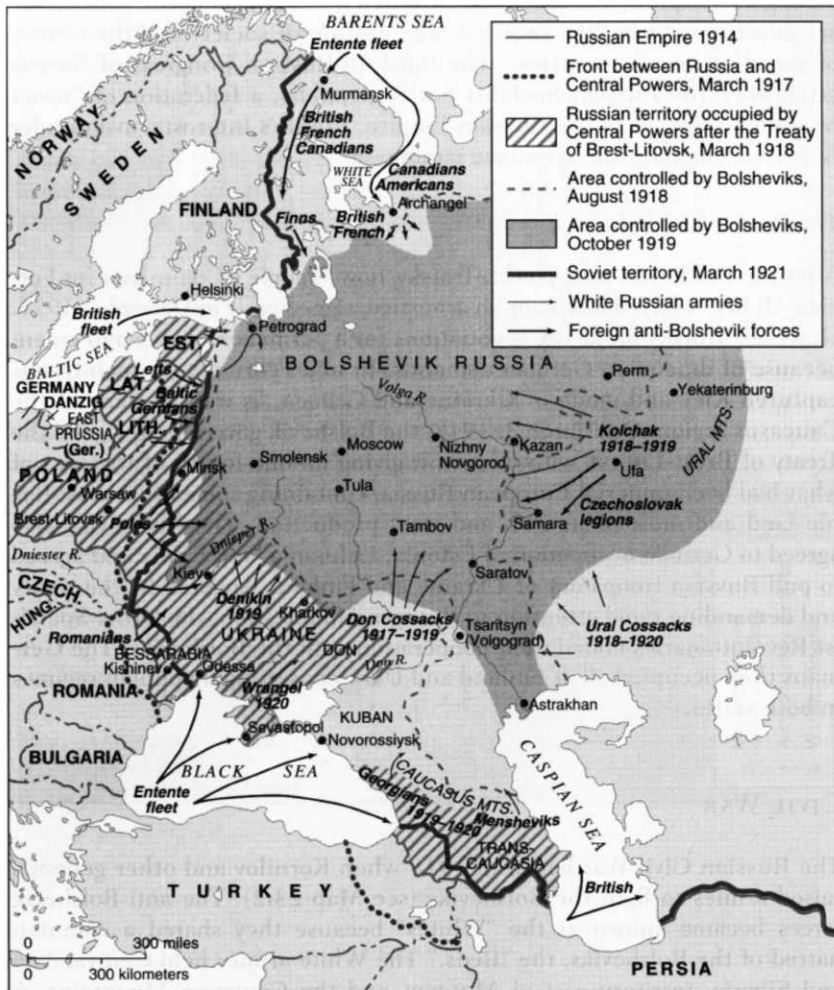 BARENTS SEA
Entente fleet
Murmansk
British
French
Canadians
NORWAY
SWEDEN
WHITE
SEA
Canadians
Americans
Archangel
FINLAND
Finns
British
French
Helsinki
British
fleet
Petrograd
BALTIC SEA
EST.
Letts
LAT.
Baltic
Germans
LITH.
GERMANY
DANZIG
EAST
PRUSSIA
(Ger.)
BOLSHEVIK RUSSIA
Volga R.
Perm
Yekaterinburg
Kolchak
1918–1919
URAL MTS.
Moscow
Nizhny
Novgorod
Kazan
Ufa
Smolensk
Minsk
Tula
Samara
Czechoslovak
legions
POLAND
Warsaw
Brest-Litovsk
Poles
Tambov
Dnieper R.
Saratov
Dniester R.
Kiev
CZECH
HUNG.
Denikin
1919
Kharkov
UKRAINE
Don Cossacks
1917–1919
Tsaritsyn
(Volgograd)
Ural Cossacks
1918–1920
Romanians
BESSARABIA
Kishinev
Odessa
DON
Don R.
ROMANIA
Wrangel
1920
Astrakhan
Sevastopol
KUBAN
Novorossiysk
BULGARIA
BLACK SEA
Entente
fleet
CAUCASUS MTS.
Georgians
1919–1920
Mensheviks
TRANS-
CAUCASIA
CASPIAN SEA
British
TURKEY
PERSIA
0 300 miles
0 300 kilometers
Russian Empire 1914
Front between Russia and
Central Powers, March 1917
Russian territory occupied by
Central Powers after the Treaty
of Brest-Litovsk, March 1918
Area controlled by Bolsheviks,
August 1918
Area controlled by Bolsheviks,
October 1919
Soviet territory, March 1921
White Russian armies
Foreign anti-Bolshevik forces